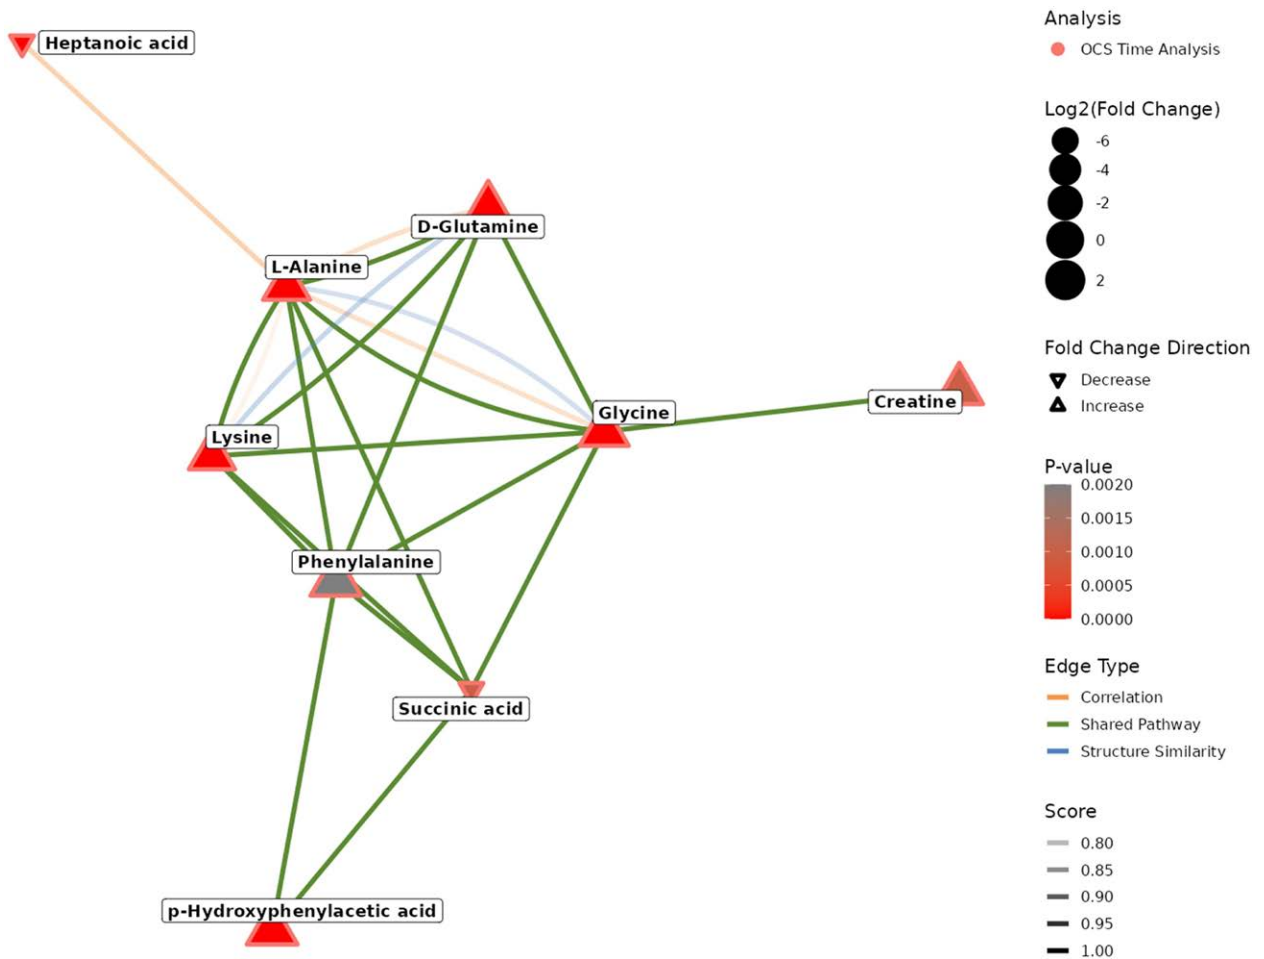 Heptanoic acid
D-Glutamine
L-Alanine
Creatine
Glycine
Lysine
Phenylalanine
Succinic acid
p-Hydroxyphenylacetic acid
Analysis
OCS Time Analysis
Log2(Fold Change)
-6
-4
-2
0
2
Fold Change Direction
Decrease
Increase
P-value
0.0020
0.0015
0.0010
0.0005
0.0000
Edge Type
Correlation
Shared Pathway
Structure Similarity
Score
0.80
0.85
0.90
0.95
1.00